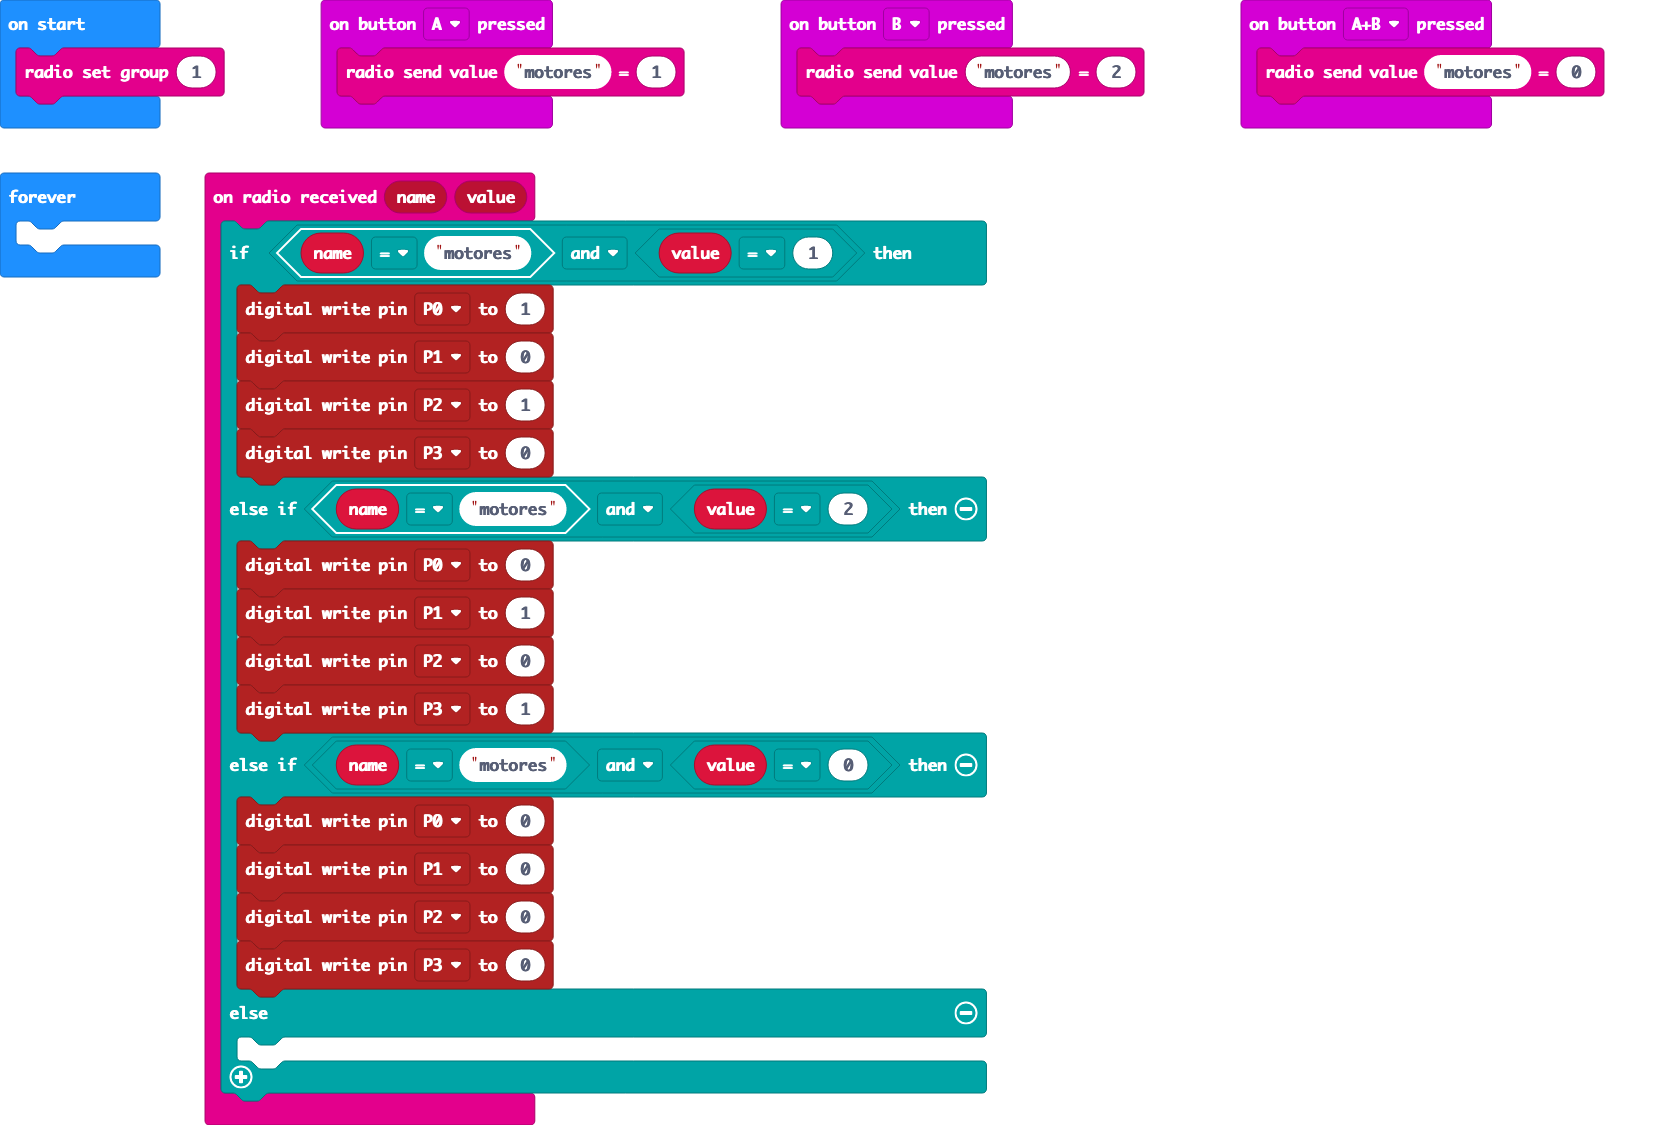 on start
radio set group 1
on button A pressed
radio send value "motores" = 1
on button B pressed
radio send value "motores" = 2
on button A+B pressed
radio send value "motores" = 0
forever
on radio received name value
if name = "motores" and value = 1 then
digital write pin P0 to 1
digital write pin P1 to 0
digital write pin P2 to 1
digital write pin P3 to 0
else if name = "motores" and value = 2 then
digital write pin P0 to 0
digital write pin P1 to 1
digital write pin P2 to 0
digital write pin P3 to 1
else if name = "motores" and value = 0 then
digital write pin P0 to 0
digital write pin P1 to 0
digital write pin P2 to 0
digital write pin P3 to 0
else